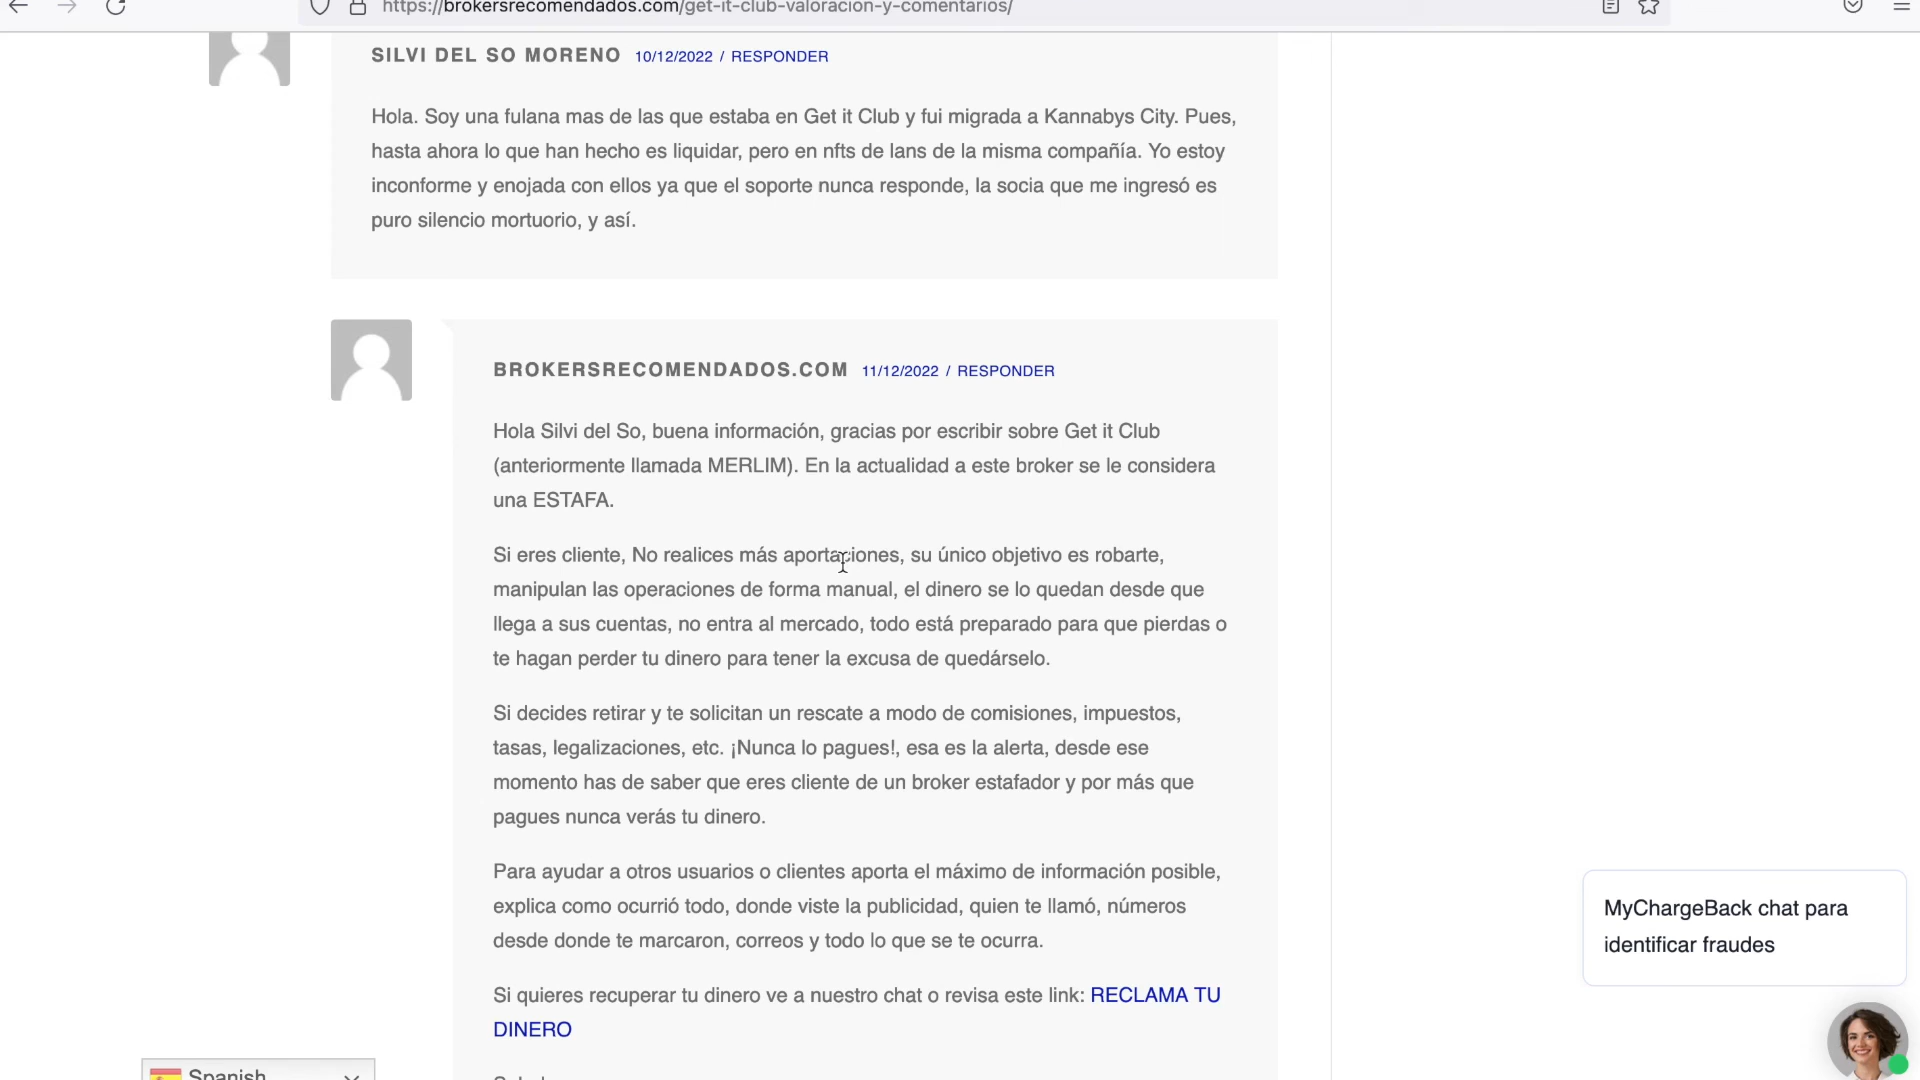 https://brokersrecomendados.com/get-it-club-valoracion-y-comentarios/
SILVI DEL SO MORENO 10/12/2022 / RESPONDER
Hola. Soy una fulana mas de las que estaba en Get it Club y fui migrada a Kannabys City. Pues,
hasta ahora lo que han hecho es liquidar, pero en nfts de lans de la misma compañía. Yo estoy
inconforme y enojada con ellos ya que el soporte nunca responde, la socia que me ingresó es
puro silencio mortuorio, y así.
BROKERSRECOMENDADOS.COM 11/12/2022 / RESPONDER
Hola Silvi del So, buena información, gracias por escribir sobre Get it Club
(anteriormente llamada MERLIM). En la actualidad a este broker se le considera
una ESTAFA.
Si eres cliente, No realices más aportaciones, su único objetivo es robarte,
manipulan las operaciones de forma manual, el dinero se lo quedan desde que
llega a sus cuentas, no entra al mercado, todo está preparado para que pierdas o
te hagan perder tu dinero para tener la excusa de quedárselo.
Si decides retirar y te solicitan un rescate a modo de comisiones, impuestos,
tasas, legalizaciones, etc. ¡Nunca lo pagues!, esa es la alerta, desde ese
momento has de saber que eres cliente de un broker estafador y por más que
pagues nunca verás tu dinero.
Para ayudar a otros usuarios o clientes aporta el máximo de información posible,
explica como ocurrió todo, donde viste la publicidad, quien te llamó, números
desde donde te marcaron, correos y todo lo que se te ocurra.
Si quieres recuperar tu dinero ve a nuestro chat o revisa este link: RECLAMA TU
DINERO
MyChargeBack chat para
identificar fraudes
Spanish